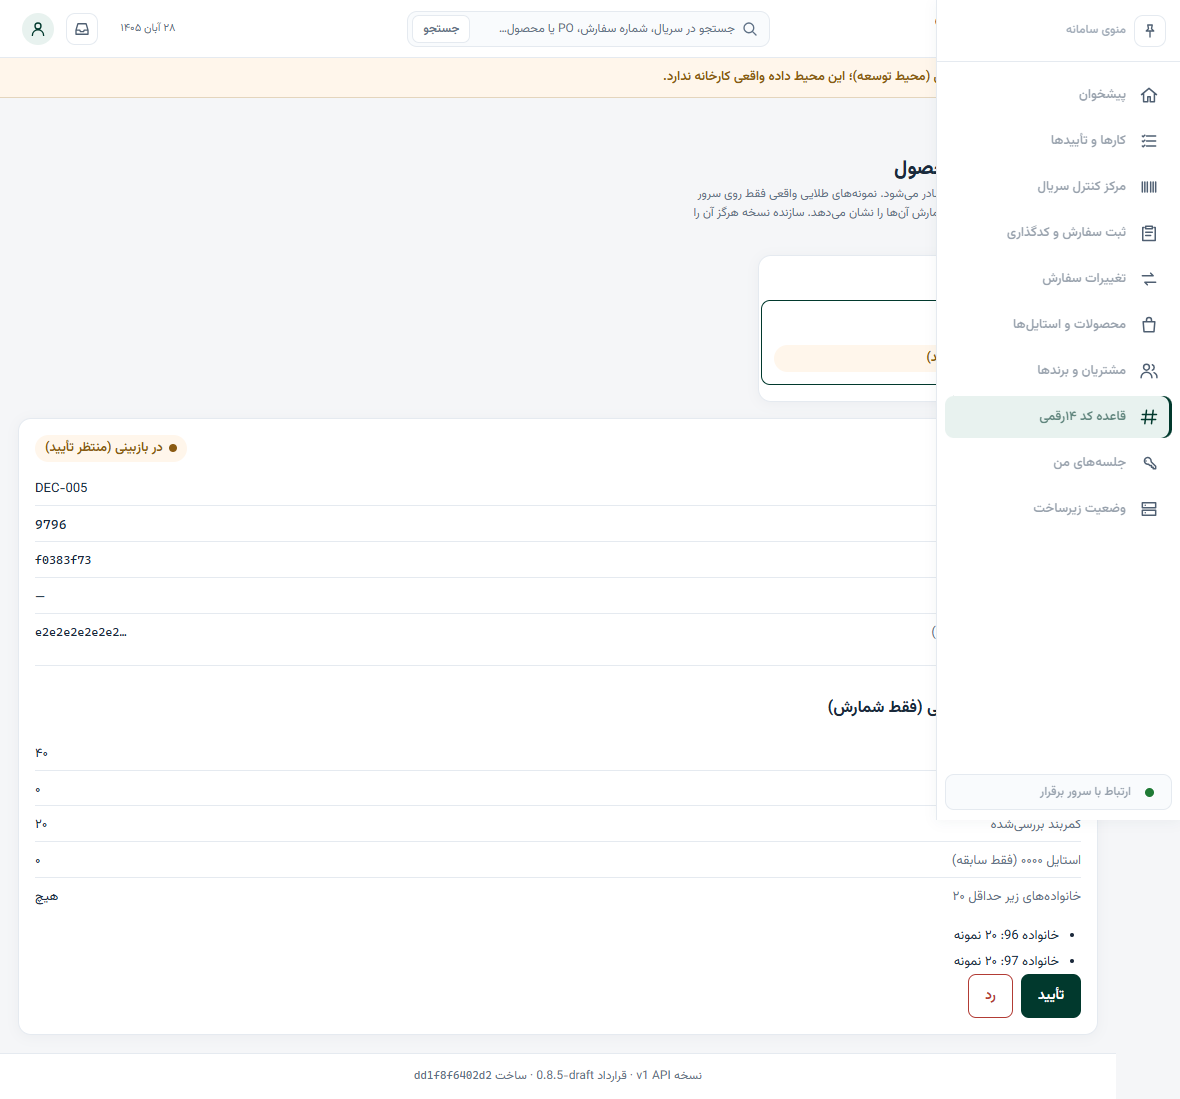 منوی سامانه
پیشخوان
کارها و تأییدها
مرکز کنترل سریال
ثبت سفارش و کدگذاری
تغییرات سفارش
محصولات و استایل‌ها
مشتریان و برندها
قاعده کد ۱۴رقمی
جلسه‌های من
وضعیت زیرساخت
ارتباط با سرور برقرار
جستجو در سریال، شماره سفارش، PO یا محصول...
جستجو
۲۸ آبان ۱۴۰۵
(محیط توسعه)؛ این محیط داده واقعی کارخانه ندارد.
می‌شود. نمونه‌های طلایی واقعی فقط روی سرور
آن‌ها را نشان می‌دهد. سازنده نسخه هرگز آن را
در بازبینی (منتظر تأیید)
DEC-005
9796
f0383f73
—
e2e2e2e2e2e2…
(فقط شمارش)
۴۰
۰
کمربند بررسی‌شده ۲۰
استایل ۰۰۰۰ (فقط سابقه) ۰
خانواده‌های زیر حداقل ۲۰ هیچ
• خانواده 96: ۲۰ نمونه
• خانواده 97: ۲۰ نمونه
تأیید
رد
نسخه v1 API · قرارداد 0.8.5-draft · ساخت dd1f8f6402d2